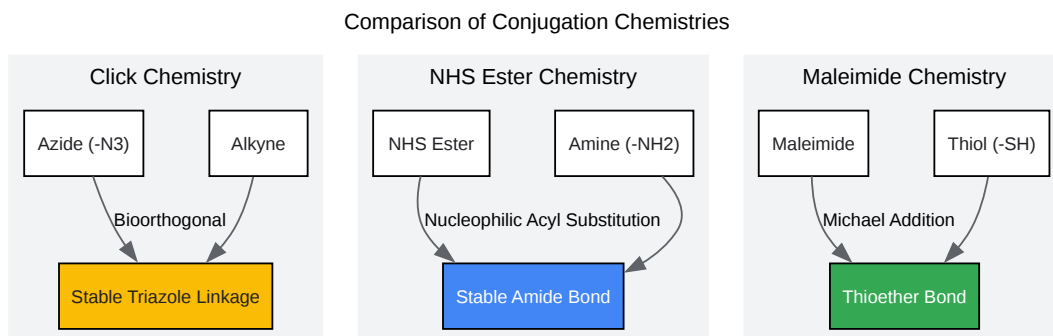 Comparison of Conjugation Chemistries
Click Chemistry
Azide (-N3)
Alkyne
Bioorthogonal
Stable Triazole Linkage
NHS Ester Chemistry
NHS Ester
Amine (-NH2)
Nucleophilic Acyl Substitution
Stable Amide Bond
Maleimide Chemistry
Maleimide
Thiol (-SH)
Michael Addition
Thioether Bond